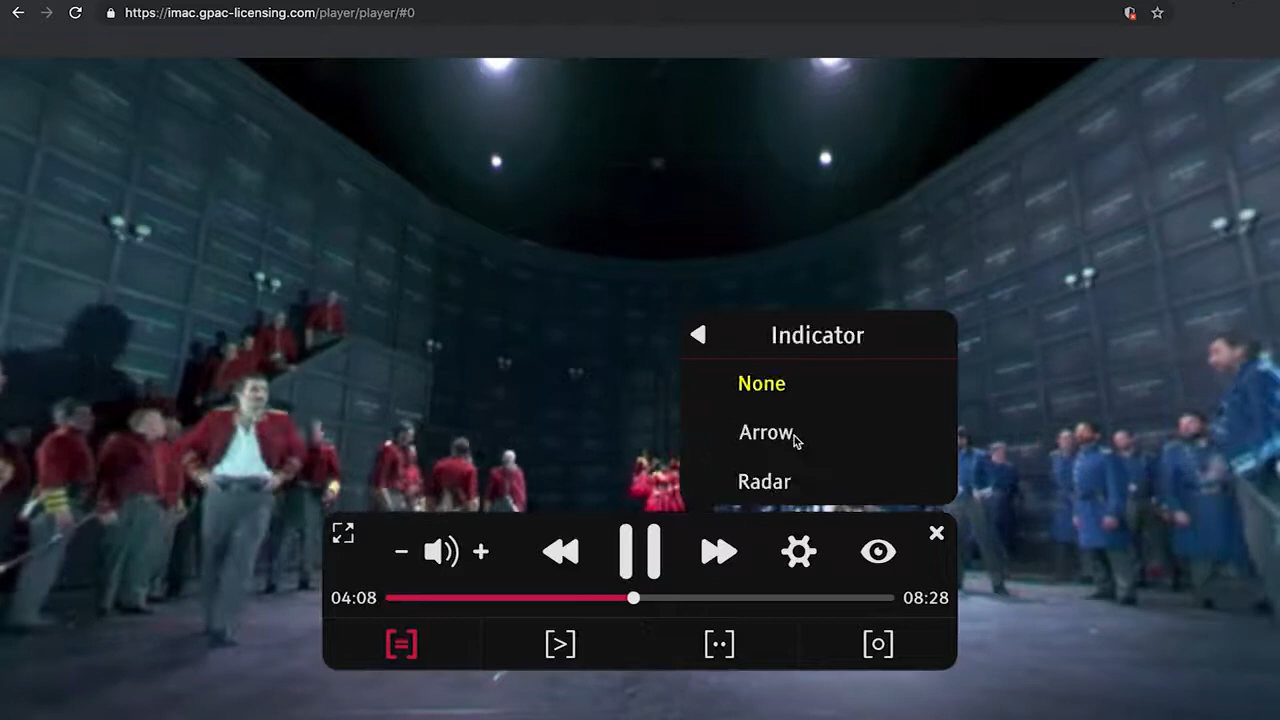 https://imac.gpac-licensing.com/player/player/#0
Indicator
None
Arrow
Radar
- +
04:08 08:28
[=] [>] [··] [o]